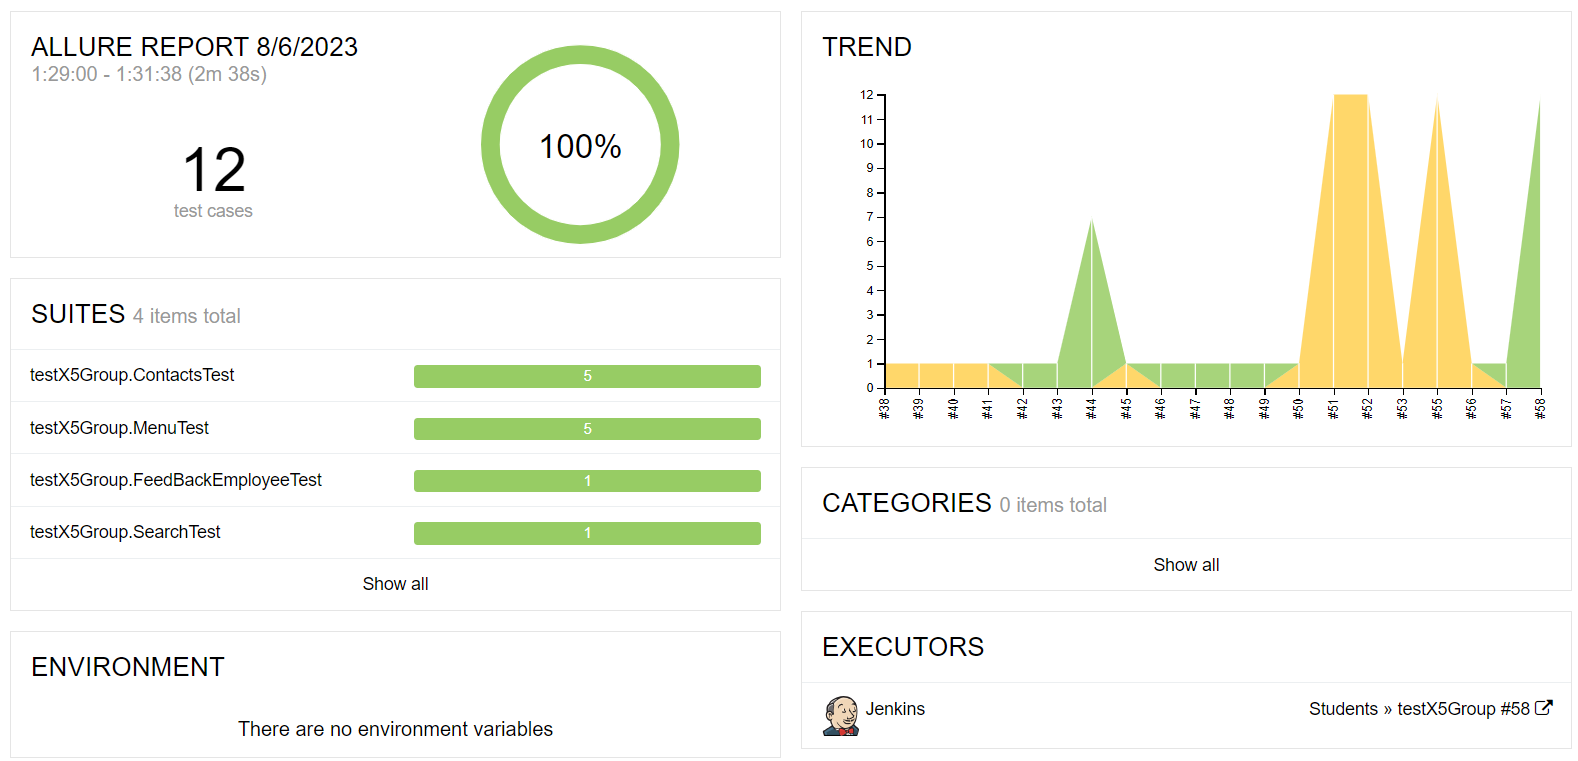 ALLURE REPORT 8/6/2023
1:29:00 - 1:31:38 (2m 38s)
12
test cases
100%
SUITES 4 items total
testX5Group.ContactsTest 5
testX5Group.MenuTest 5
testX5Group.FeedBackEmployeeTest 1
testX5Group.SearchTest 1
Show all
ENVIRONMENT
There are no environment variables
TREND
12
11
10
9
8
7
6
5
4
3
2
1
0
#38 #39 #40 #41 #42 #43 #44 #45 #46 #47 #48 #49 #50 #51 #52 #53 #55 #56 #57 #58
CATEGORIES 0 items total
Show all
EXECUTORS
Jenkins Students » testX5Group #58